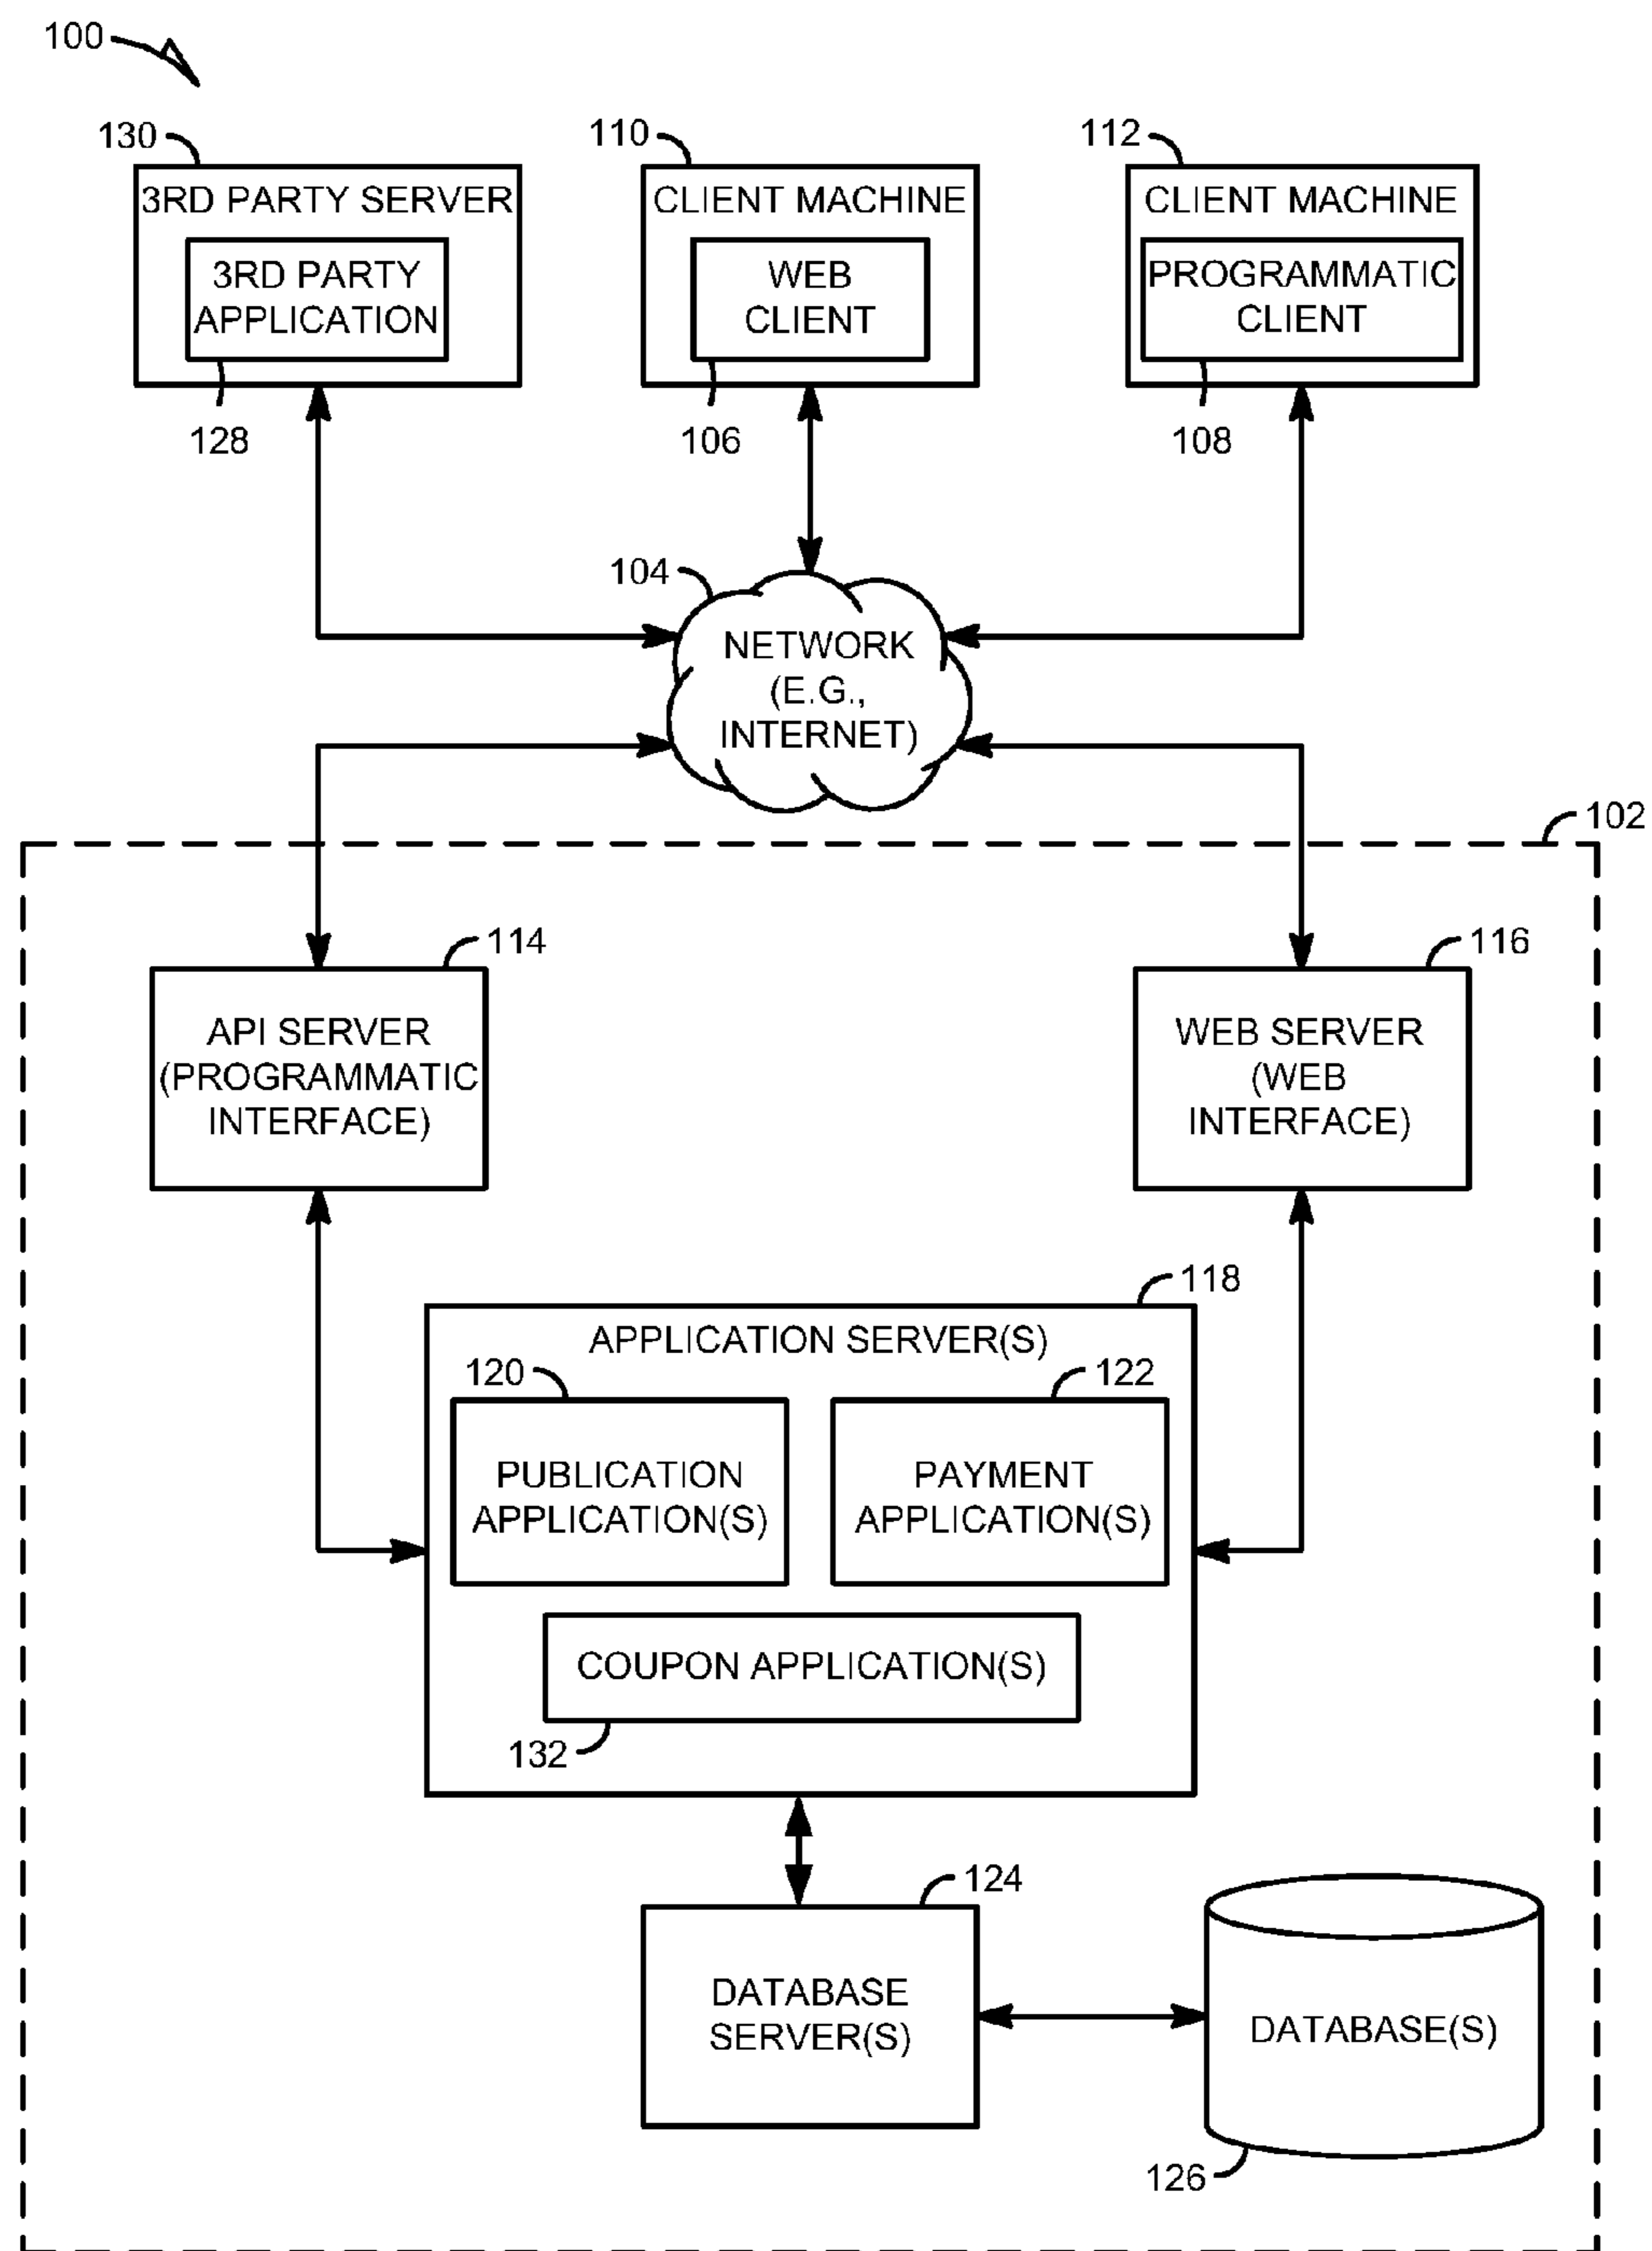 100
130
110
112
3RD PARTY SERVER
CLIENT MACHINE
CLIENT MACHINE
3RD PARTY
APPLICATION
WEB
CLIENT
PROGRAMMATIC
CLIENT
128
106
108
104
NETWORK
(E.G.,
INTERNET)
102
114
116
API SERVER
(PROGRAMMATIC
INTERFACE)
WEB SERVER
(WEB
INTERFACE)
118
APPLICATION SERVER(S)
120
122
PUBLICATION
APPLICATION(S)
PAYMENT
APPLICATION(S)
COUPON APPLICATION(S)
132
124
DATABASE
SERVER(S)
DATABASE(S)
126